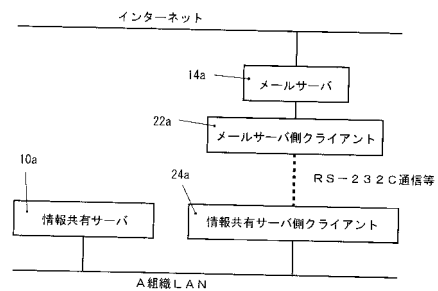 インターネット
14a
メールサーバ
22a
メールサーバ側クライアント
RS-232C通信等
10a
24a
情報共有サーバ
情報共有サーバ側クライアント
A組織LAN